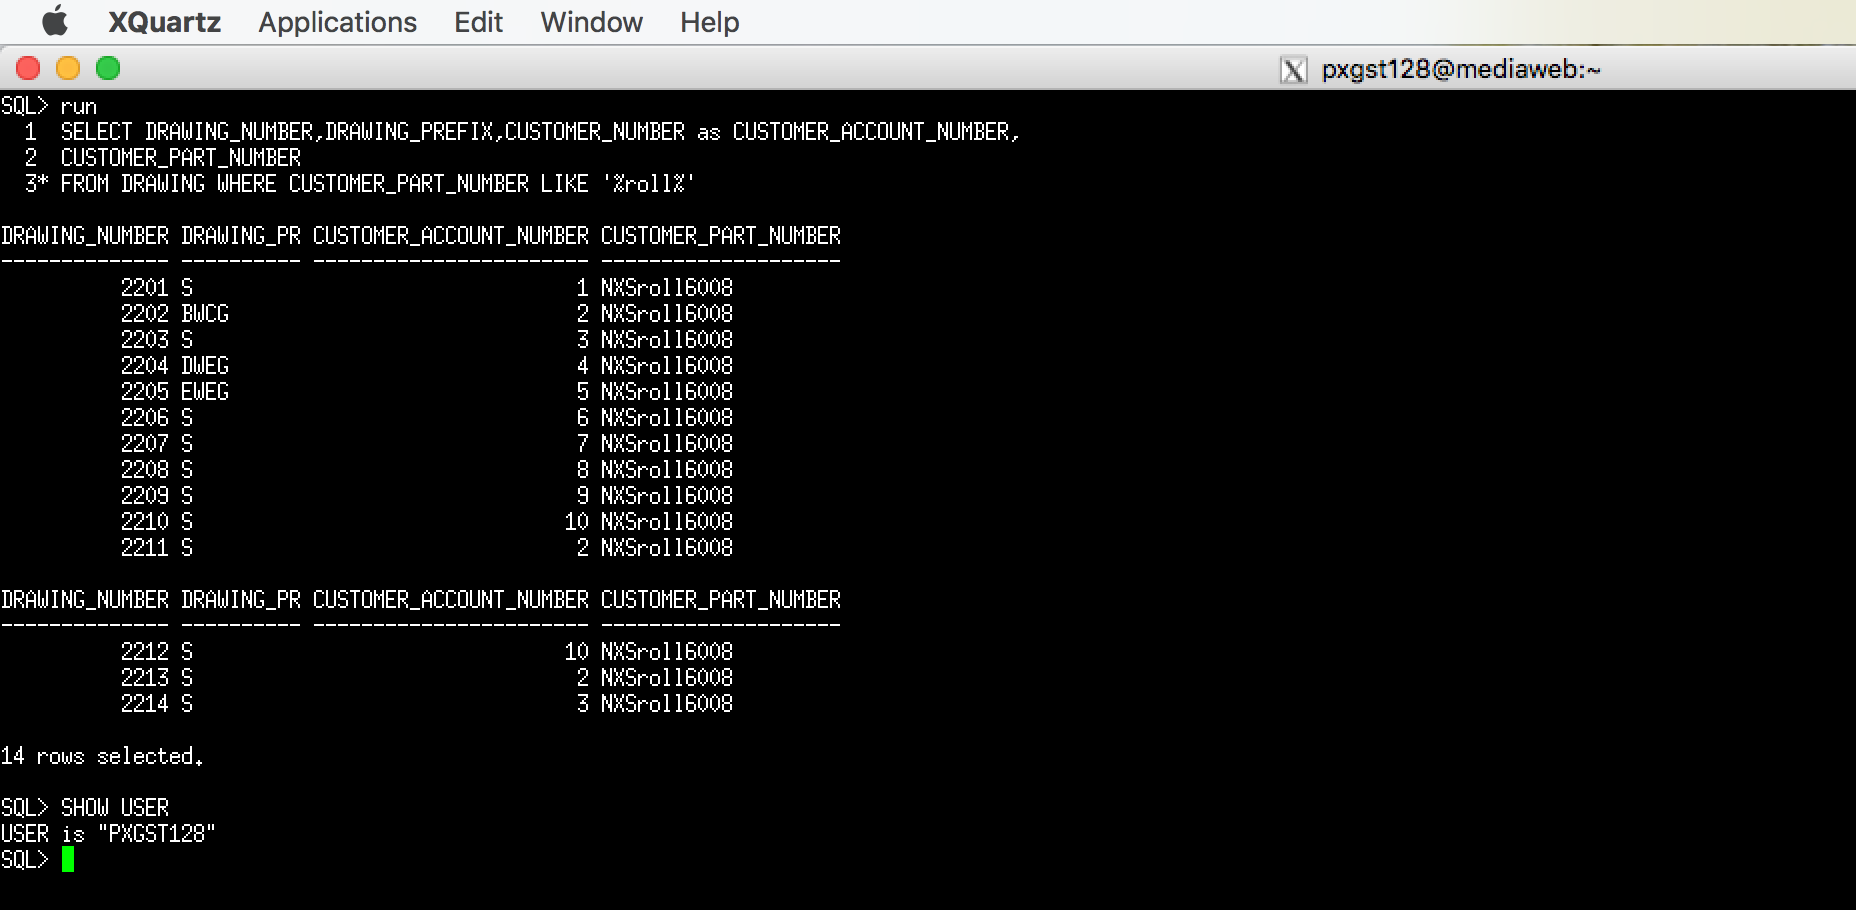 XQuartz Applications Edit Window Help
pxgst128@mediaweb:~
SQL> run
  1  SELECT DRAWING_NUMBER,DRAWING_PREFIX,CUSTOMER_NUMBER as CUSTOMER_ACCOUNT_NUMBER,
  2  CUSTOMER_PART_NUMBER
  3* FROM DRAWING WHERE CUSTOMER_PART_NUMBER LIKE '%roll%'
DRAWING_NUMBER DRAWING_PR CUSTOMER_ACCOUNT_NUMBER CUSTOMER_PART_NUMBER
-------------- ---------- ----------------------- --------------------
          2201 S                                1 NXSroll6008
          2202 BWCG                             2 NXSroll6008
          2203 S                                3 NXSroll6008
          2204 DWEG                             4 NXSroll6008
          2205 EWEG                             5 NXSroll6008
          2206 S                                6 NXSroll6008
          2207 S                                7 NXSroll6008
          2208 S                                8 NXSroll6008
          2209 S                                9 NXSroll6008
          2210 S                               10 NXSroll6008
          2211 S                                2 NXSroll6008
DRAWING_NUMBER DRAWING_PR CUSTOMER_ACCOUNT_NUMBER CUSTOMER_PART_NUMBER
-------------- ---------- ----------------------- --------------------
          2212 S                               10 NXSroll6008
          2213 S                                2 NXSroll6008
          2214 S                                3 NXSroll6008
14 rows selected.
SQL> SHOW USER
USER is "PXGST128"
SQL>